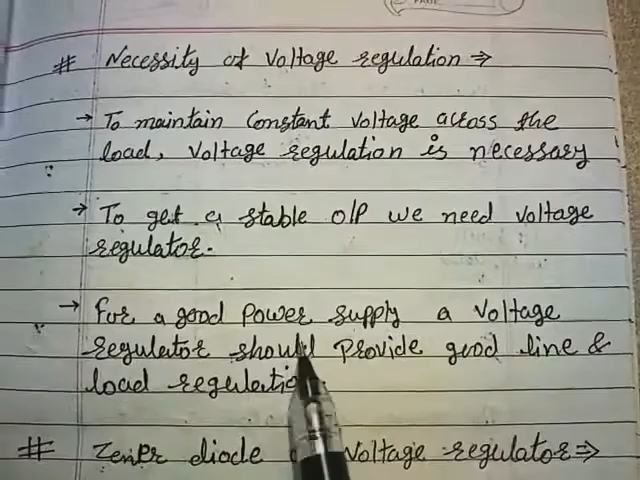 PAGE
# Necessity of Voltage regulation ⇒
→ To maintain Constant Voltage across the
load, Voltage regulation is necessary
→ To get a stable O/P we need Voltage
regulator.
→ For a good Power supply a Voltage
regulator should Provide good line &
load regulation.
# Zener diode Voltage regulator ⇒